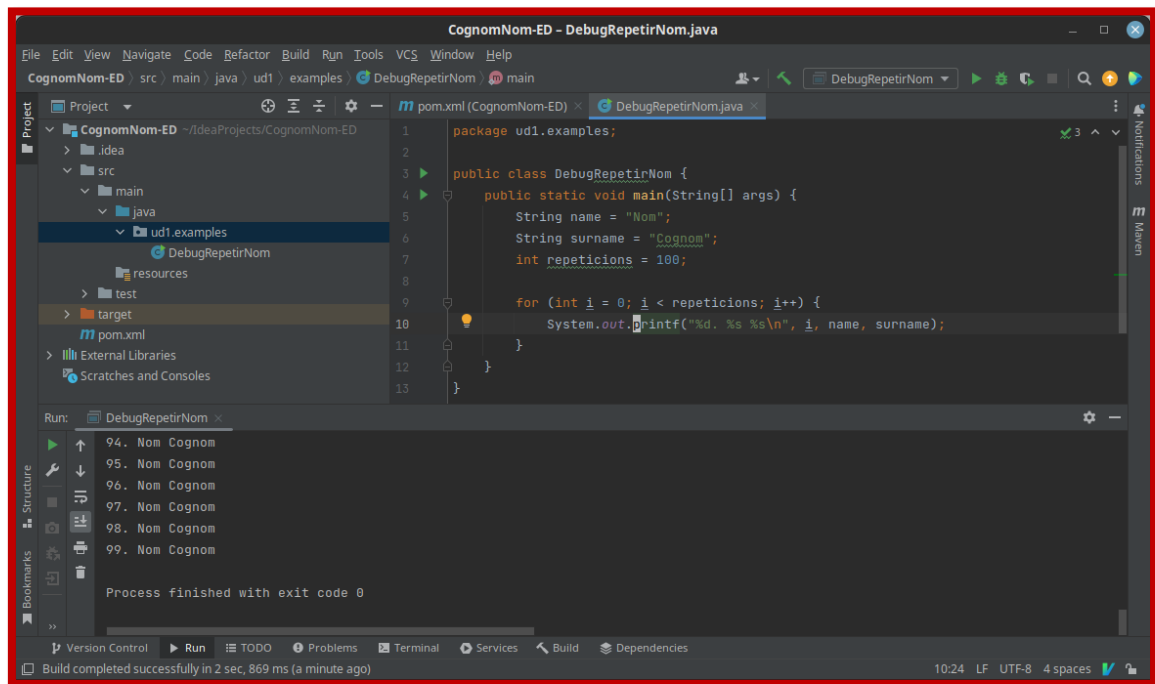 CognomNom-ED – DebugRepetirNom.java
File Edit View Navigate Code Refactor Build Run Tools VCS Window Help
CognomNom-ED src main java ud1 examples DebugRepetirNom main
DebugRepetirNom
Project
Project
pom.xml (CognomNom-ED)
DebugRepetirNom.java
CognomNom-ED ~/IdeaProjects/CognomNom-ED
.idea
src
main
java
ud1.examples
DebugRepetirNom
resources
test
target
pom.xml
External Libraries
Scratches and Consoles
1 package ud1.examples;
2
3 public class DebugRepetirNom {
4 public static void main(String[] args) {
5 String name = "Nom";
6 String surname = "Cognom";
7 int repeticions = 100;
8
9 for (int i = 0; i < repeticions; i++) {
10 System.out.printf("%d. %s %s\n", i, name, surname);
11 }
12 }
13 }
3
Notifications
Maven
Run: DebugRepetirNom
94. Nom Cognom
95. Nom Cognom
96. Nom Cognom
97. Nom Cognom
98. Nom Cognom
99. Nom Cognom
Process finished with exit code 0
Structure
Bookmarks
Version Control Run TODO Problems Terminal Services Build Dependencies
Build completed successfully in 2 sec, 869 ms (a minute ago)
10:24 LF UTF-8 4 spaces